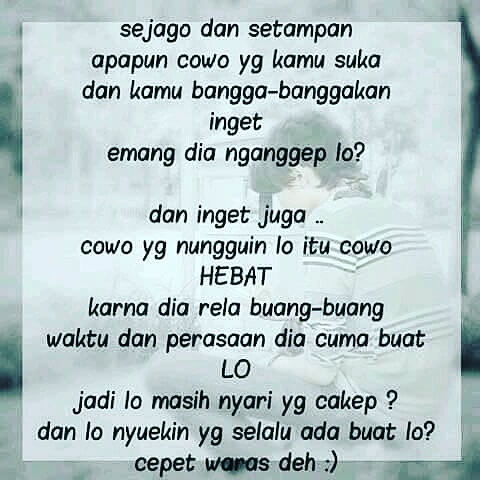 sejago dan setampan
apapun cowo yg kamu suka
dan kamu bangga-banggakan
inget
emang dia nganggep lo?
dan inget juga ..
cowo yg nungguin lo itu cowo
HEBAT
karna dia rela buang-buang
waktu dan perasaan dia cuma buat
LO
jadi lo masih nyari yg cakep ?
dan lo nyuekin yg selalu ada buat lo?
cepet waras deh :)